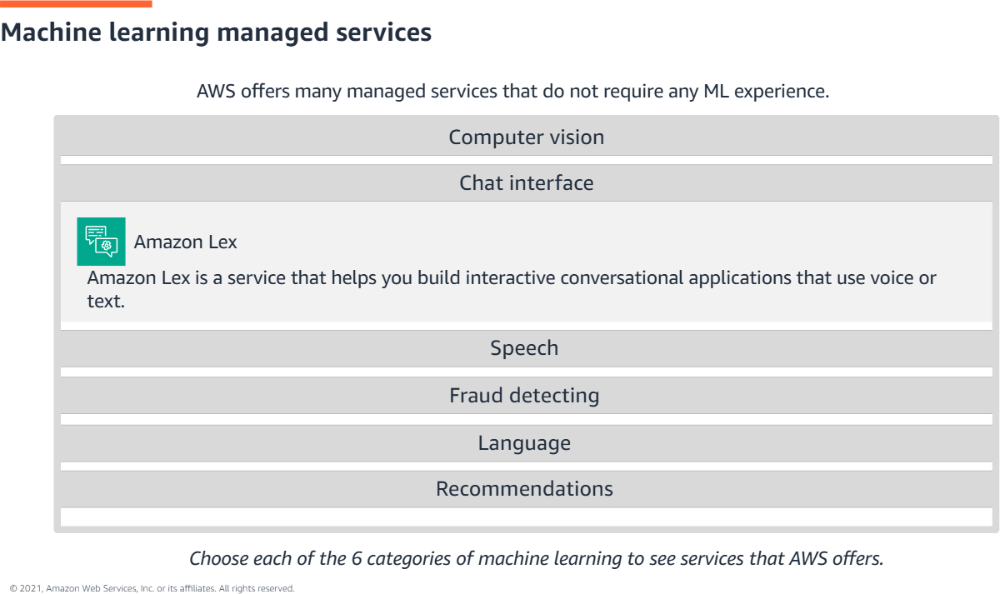 Machine learning managed services
AWS offers many managed services that do not require any ML experience.
Computer vision
Chat interface
Amazon Lex
Amazon Lex is a service that helps you build interactive conversational applications that use voice or
text.
Speech
Fraud detecting
Language
Recommendations
Choose each of the 6 categories of machine learning to see services that AWS offers.
© 2021, Amazon Web Services, Inc. or its affiliates. All rights reserved.